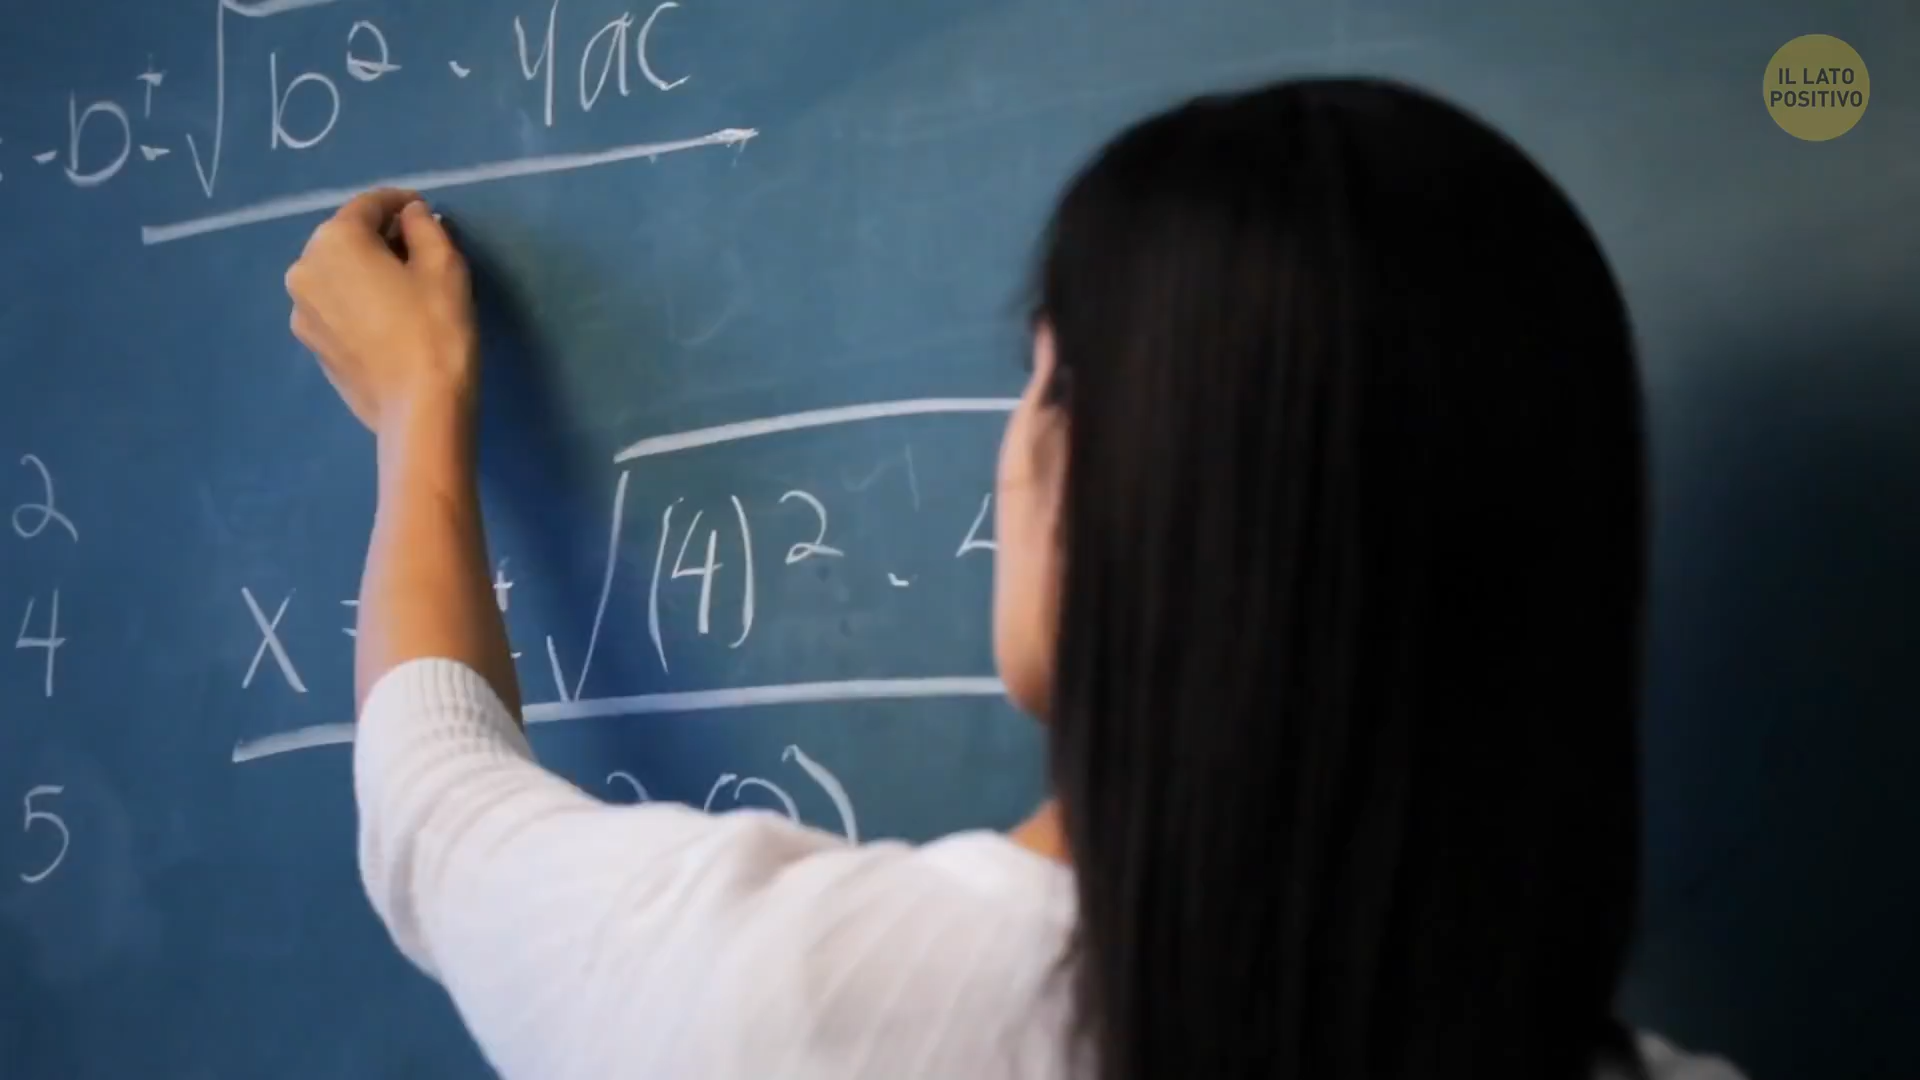 -b ± √b² - 4ac
IL LATO
POSITIVO
2
x = ± √(4)² - 4
4
2(2)
5